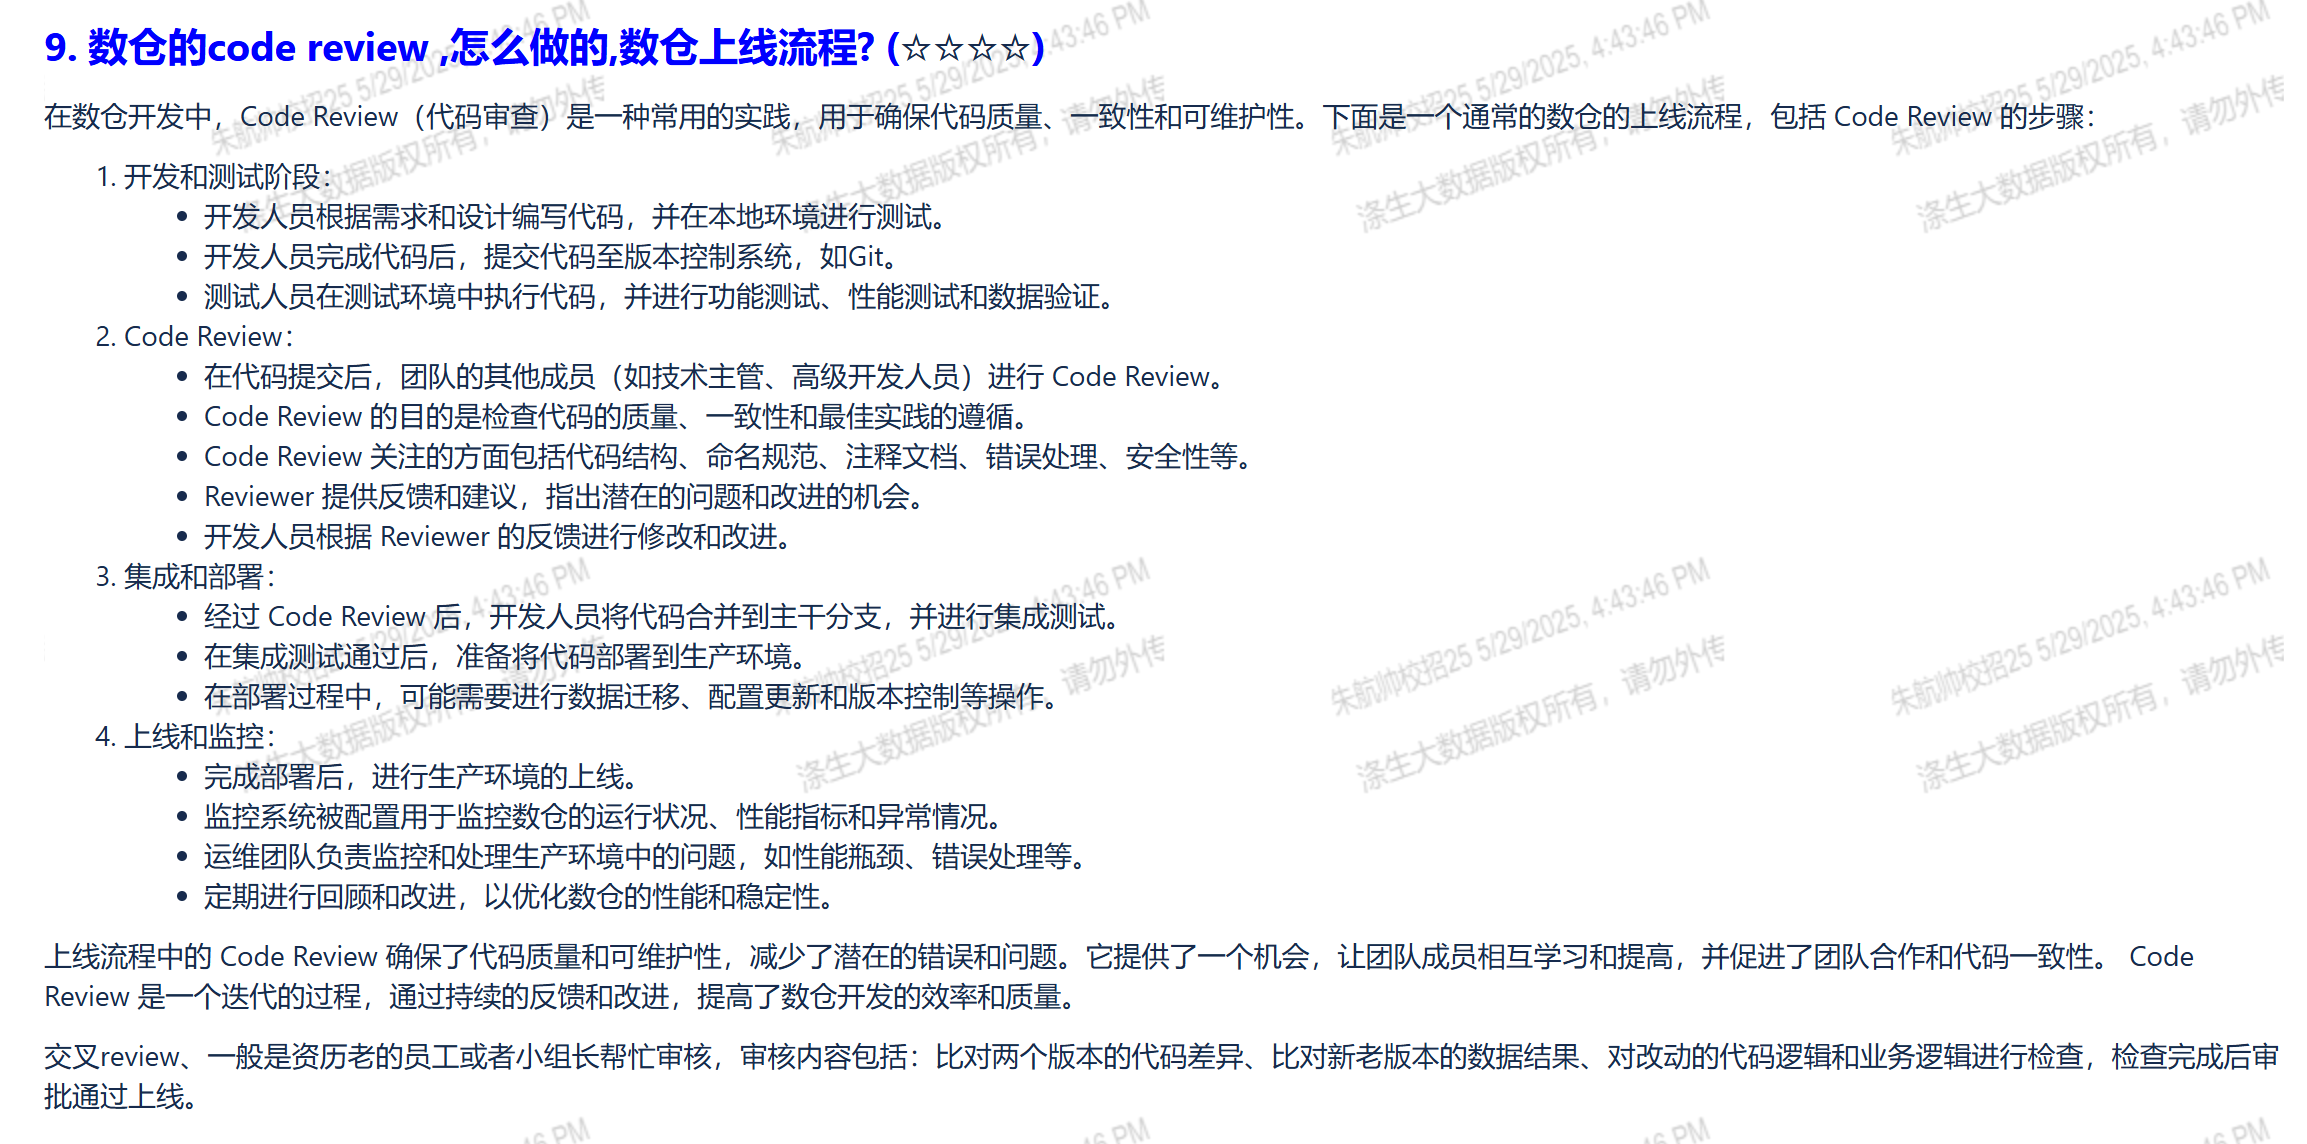 9. 数仓的code review ,怎么做的,数仓上线流程? (☆☆☆☆)
在数仓开发中，Code Review（代码审查）是一种常用的实践，用于确保代码质量、一致性和可维护性。下面是一个通常的数仓的上线流程，包括 Code Review 的步骤：
1. 开发和测试阶段：
• 开发人员根据需求和设计编写代码，并在本地环境进行测试。
• 开发人员完成代码后，提交代码至版本控制系统，如Git。
• 测试人员在测试环境中执行代码，并进行功能测试、性能测试和数据验证。
2. Code Review：
• 在代码提交后，团队的其他成员（如技术主管、高级开发人员）进行 Code Review。
• Code Review 的目的是检查代码的质量、一致性和最佳实践的遵循。
• Code Review 关注的方面包括代码结构、命名规范、注释文档、错误处理、安全性等。
• Reviewer 提供反馈和建议，指出潜在的问题和改进的机会。
• 开发人员根据 Reviewer 的反馈进行修改和改进。
3. 集成和部署：
• 经过 Code Review 后，开发人员将代码合并到主干分支，并进行集成测试。
• 在集成测试通过后，准备将代码部署到生产环境。
• 在部署过程中，可能需要进行数据迁移、配置更新和版本控制等操作。
4. 上线和监控：
• 完成部署后，进行生产环境的上线。
• 监控系统被配置用于监控数仓的运行状况、性能指标和异常情况。
• 运维团队负责监控和处理生产环境中的问题，如性能瓶颈、错误处理等。
• 定期进行回顾和改进，以优化数仓的性能和稳定性。
上线流程中的 Code Review 确保了代码质量和可维护性，减少了潜在的错误和问题。它提供了一个机会，让团队成员相互学习和提高，并促进了团队合作和代码一致性。 Code
Review 是一个迭代的过程，通过持续的反馈和改进，提高了数仓开发的效率和质量。
交叉review、一般是资历老的员工或者小组长帮忙审核，审核内容包括：比对两个版本的代码差异、比对新老版本的数据结果、对改动的代码逻辑和业务逻辑进行检查，检查完成后审
批通过上线。
朱航帅校招25 5/29/2025, 4:43:46 PM
涤生大数据版权所有，请勿外传